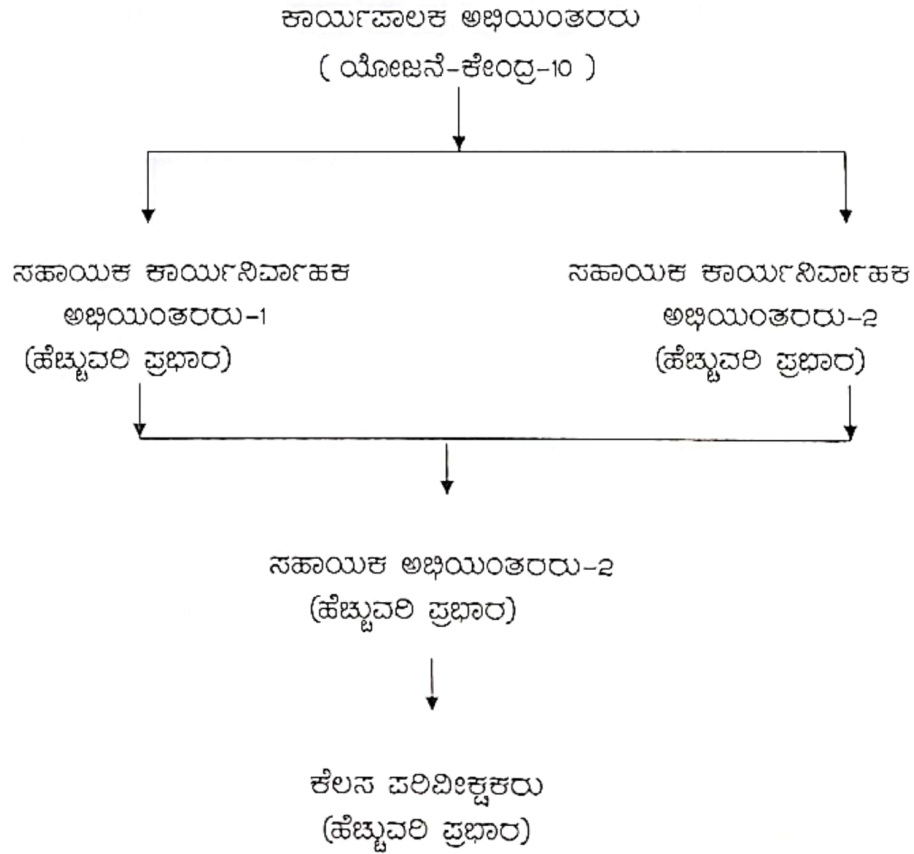 ಕಾರ್ಯಪಾಲಕ ಅಭಿಯಂತರರು
( ಯೋಜನೆ-ಕೇಂದ್ರ-10 )
ಸಹಾಯಕ ಕಾರ್ಯನಿರ್ವಾಹಕ
ಅಭಿಯಂತರರು-1
(ಹೆಚ್ಚುವರಿ ಪ್ರಭಾರ)
ಸಹಾಯಕ ಕಾರ್ಯನಿರ್ವಾಹಕ
ಅಭಿಯಂತರರು-2
(ಹೆಚ್ಚುವರಿ ಪ್ರಭಾರ)
ಸಹಾಯಕ ಅಭಿಯಂತರರು-2
(ಹೆಚ್ಚುವರಿ ಪ್ರಭಾರ)
ಕೆಲಸ ಪರಿವೀಕ್ಷಕರು
(ಹೆಚ್ಚುವರಿ ಪ್ರಭಾರ)